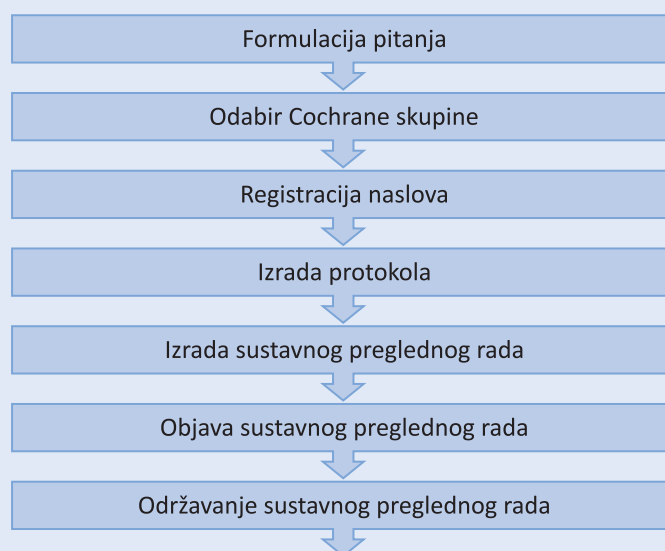 Formulacija pitanja
Odabir Cochrane skupine
Registracija naslova
Izrada protokola
Izrada sustavnog preglednog rada
Objava sustavnog preglednog rada
Održavanje sustavnog preglednog rada